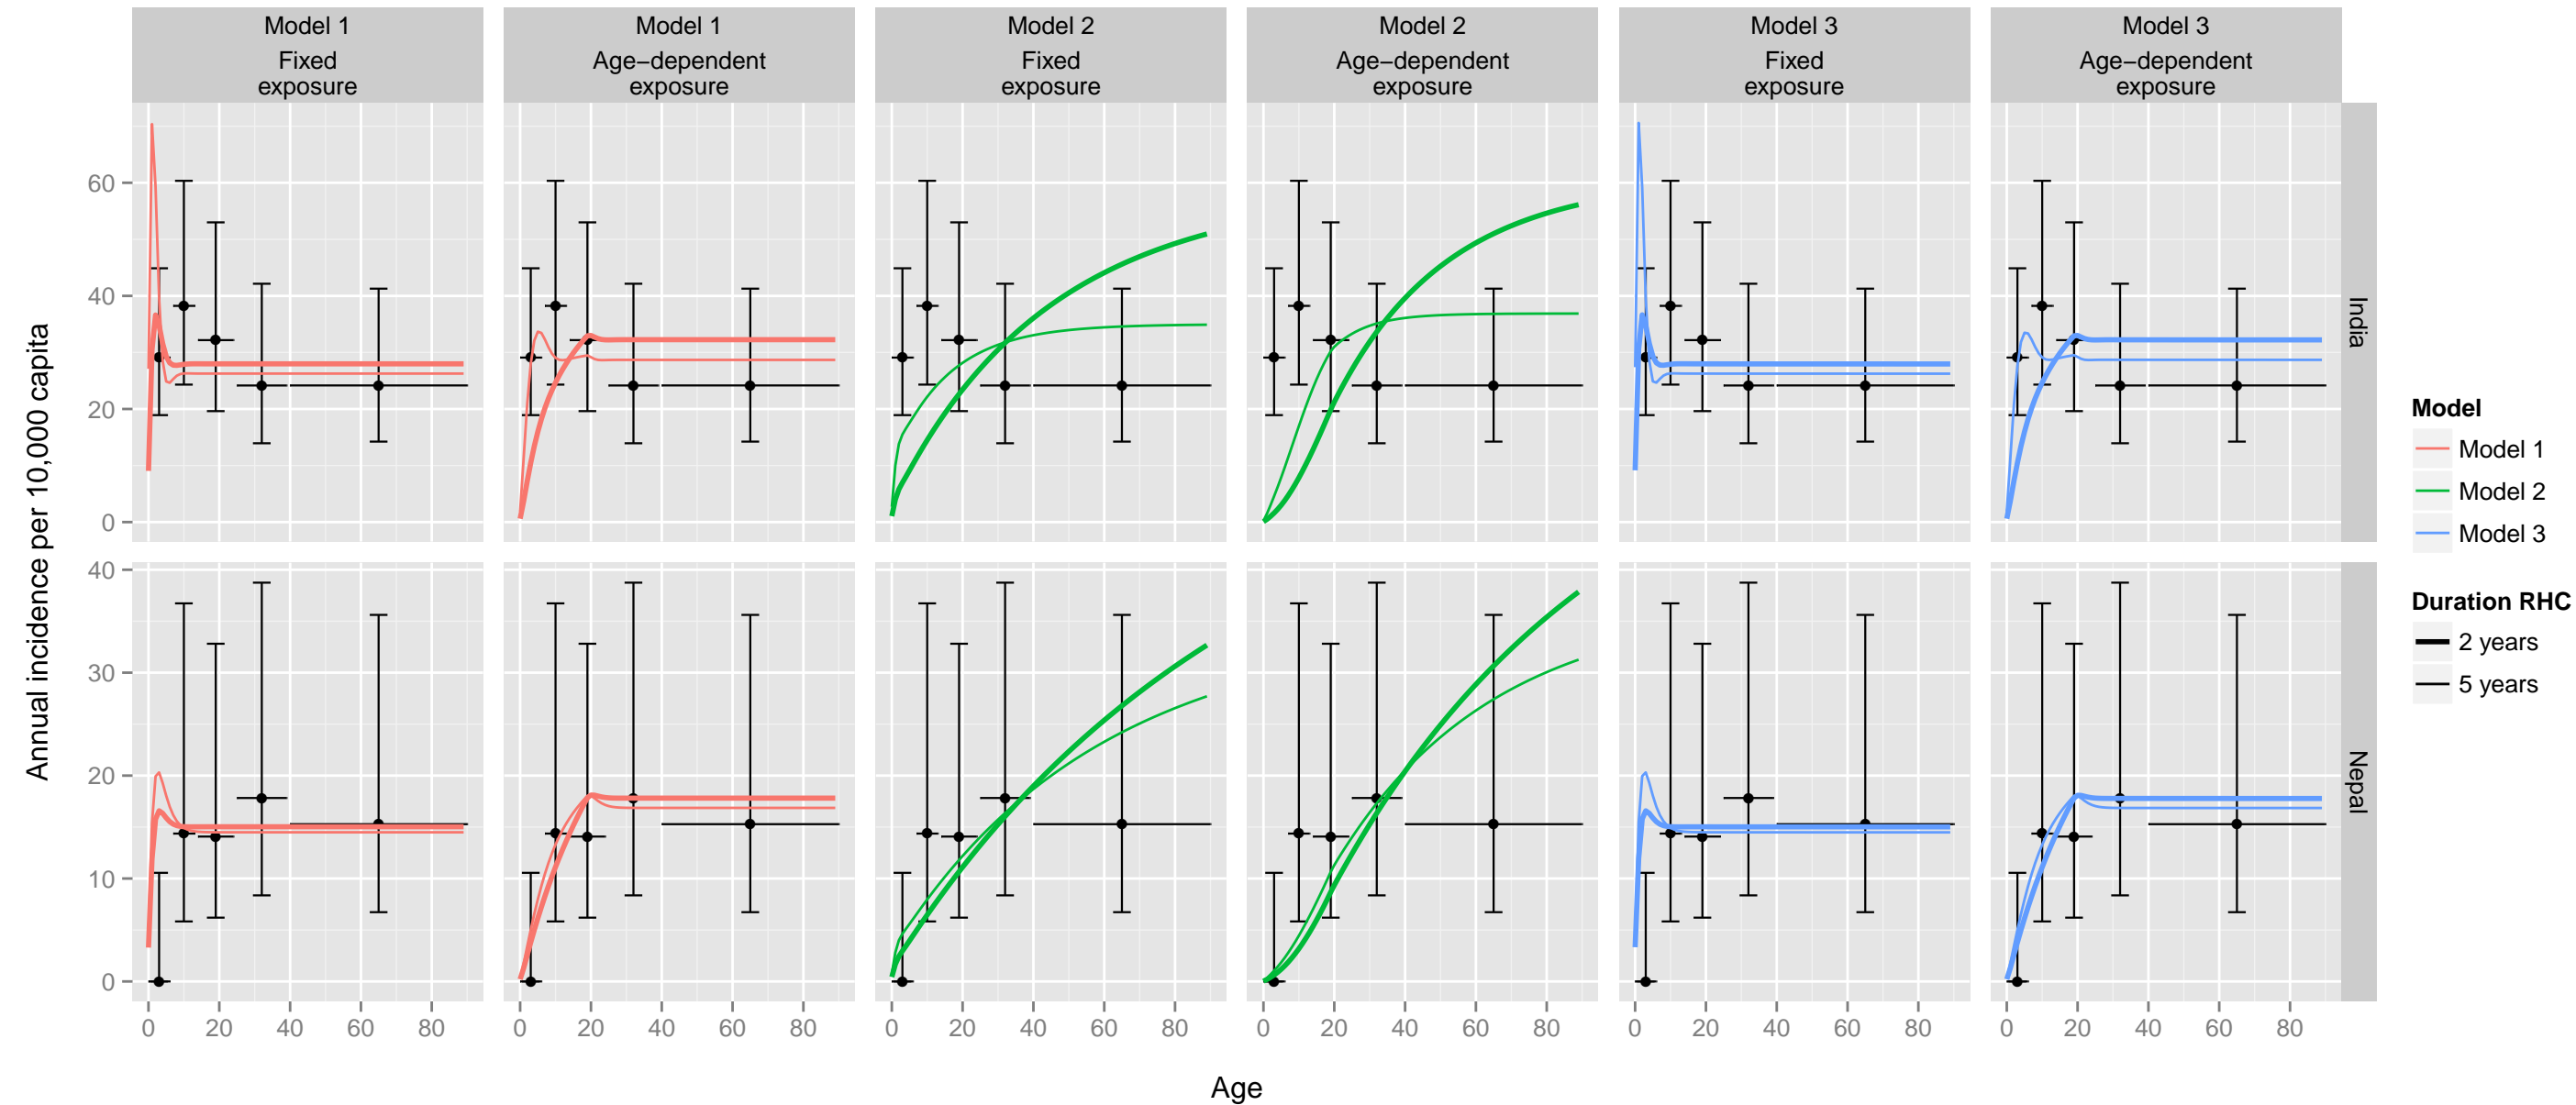 Model 1
Fixed
exposure
Model 1
Age−dependent
exposure
Model 2
Fixed
exposure
Model 2
Age−dependent
exposure
Model 3
Fixed
exposure
Model 3
Age−dependent
exposure
Annual incidence per 10,000 capita
60
40
20
0
India
40
30
20
10
0
Nepal
0 20 40 60 80
0 20 40 60 80
0 20 40 60 80
0 20 40 60 80
0 20 40 60 80
0 20 40 60 80
Age
Model
Model 1
Model 2
Model 3
Duration RHC
2 years
5 years